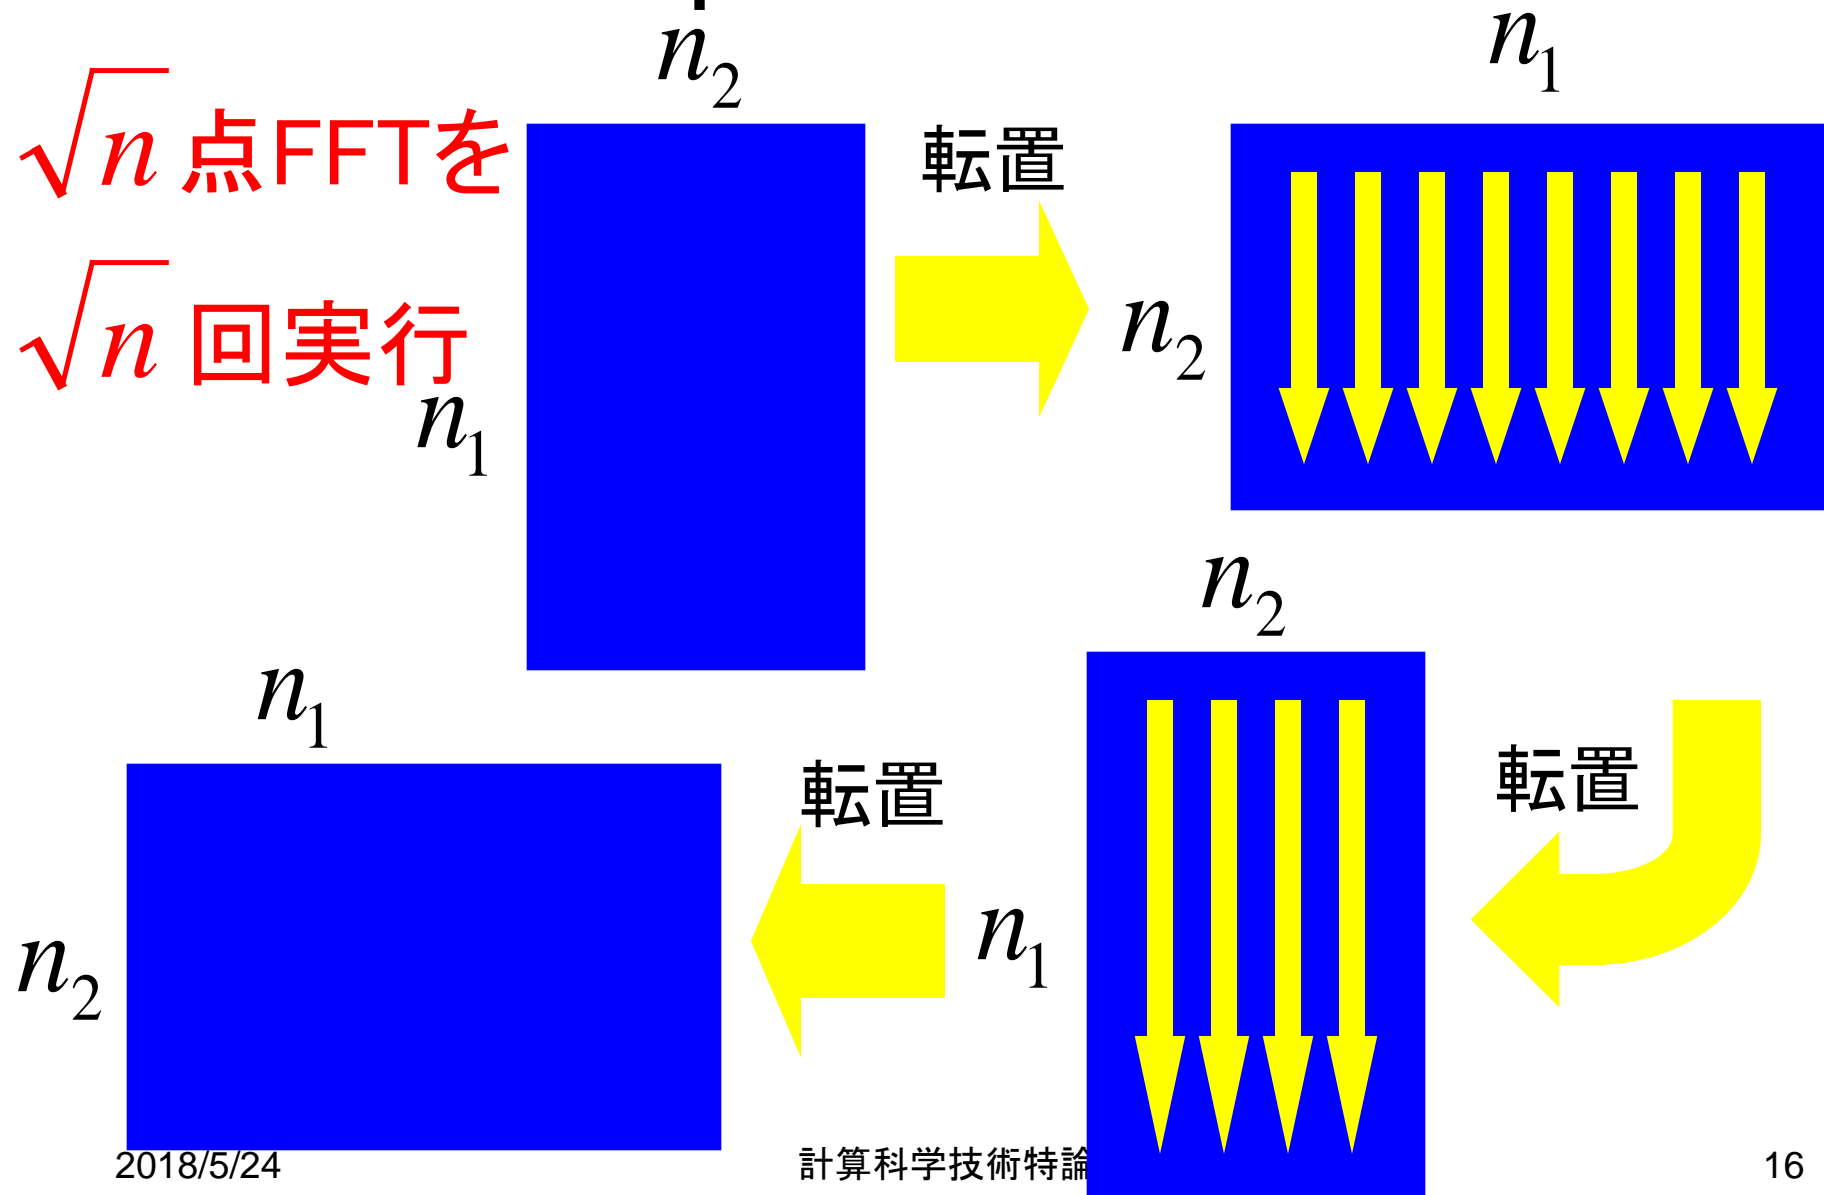 n₂
n₁
√n 点FFTを
転置
√n 回実行
n₂
n₁
n₂
n₁
転置
転置
n₁
n₂
2018/5/24
計算科学技術特論
16